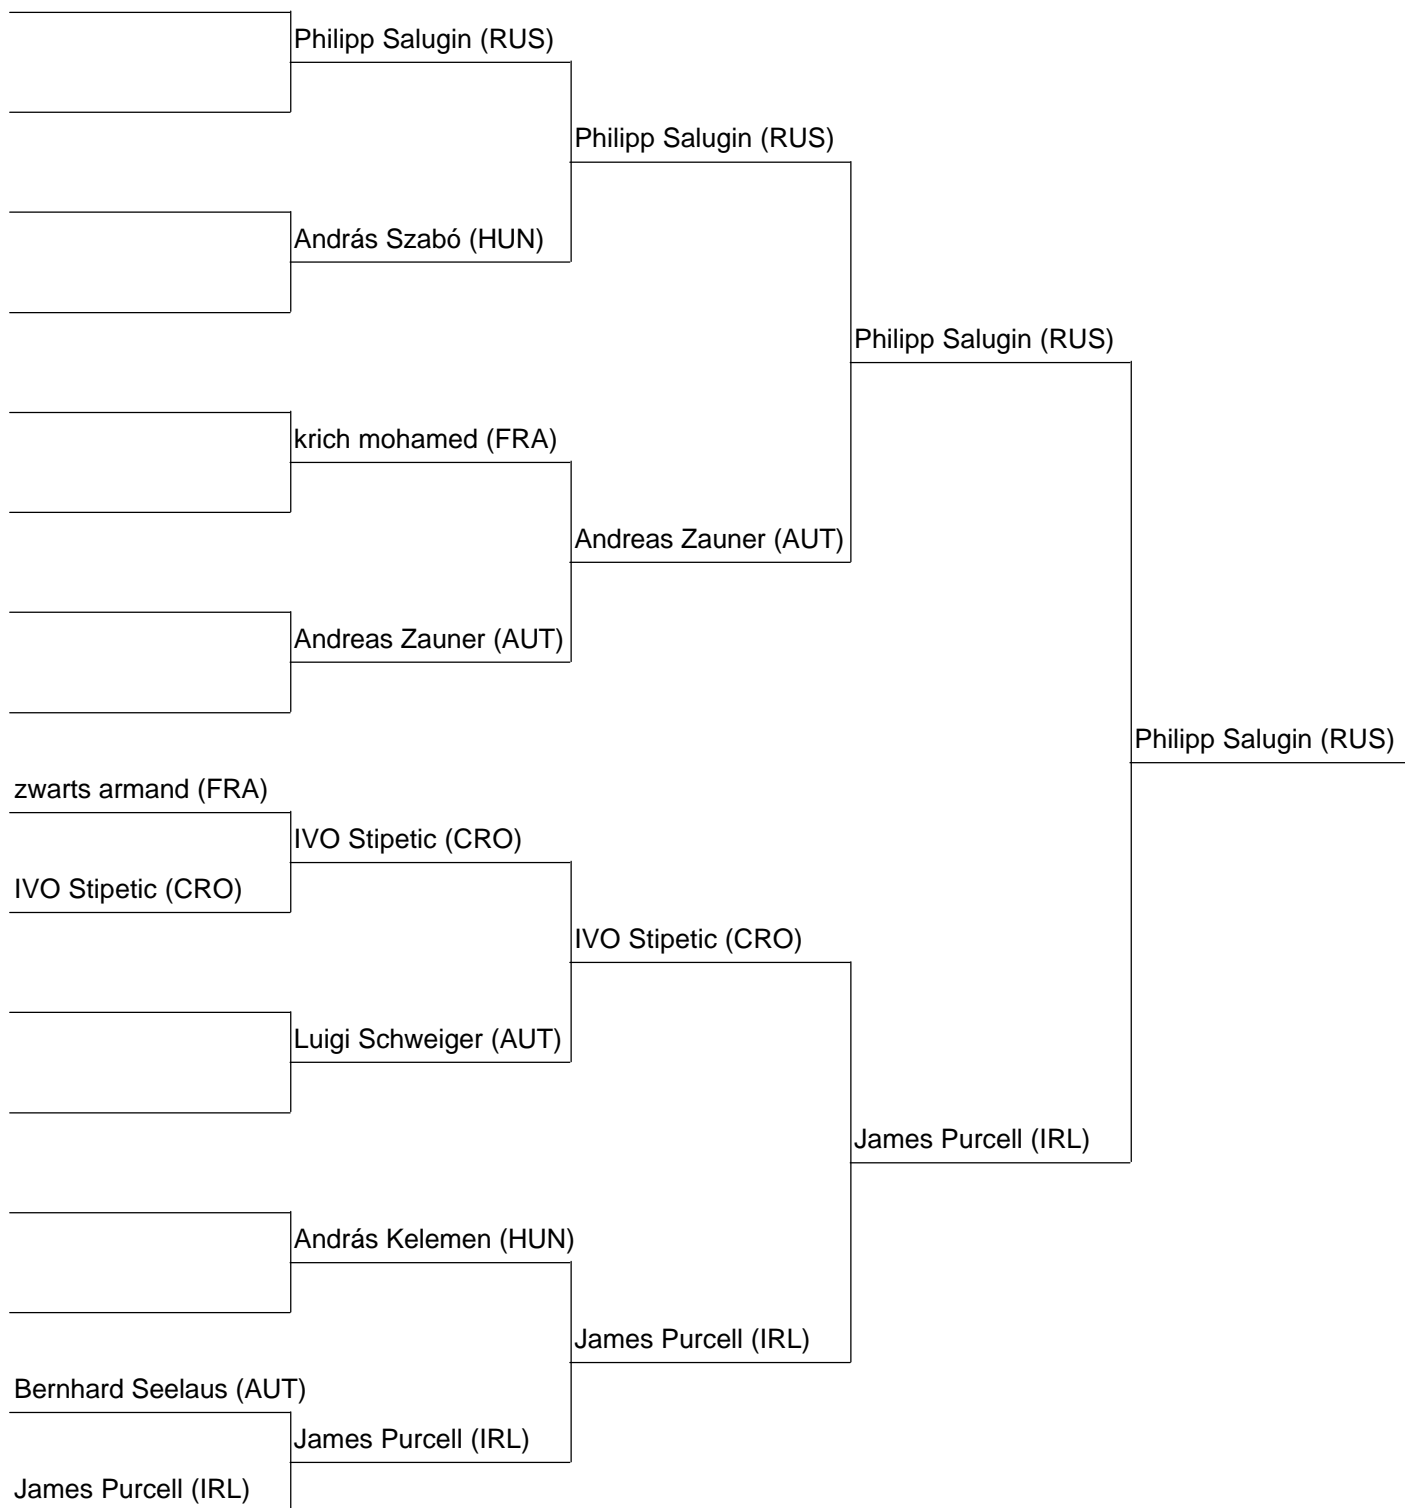 Philipp Salugin (RUS)
Philipp Salugin (RUS)
András Szabó (HUN)
Philipp Salugin (RUS)
krich mohamed (FRA)
Andreas Zauner (AUT)
Andreas Zauner (AUT)
Philipp Salugin (RUS)
zwarts armand (FRA)
IVO Stipetic (CRO)
IVO Stipetic (CRO)
IVO Stipetic (CRO)
Luigi Schweiger (AUT)
James Purcell (IRL)
András Kelemen (HUN)
James Purcell (IRL)
Bernhard Seelaus (AUT)
James Purcell (IRL)
James Purcell (IRL)